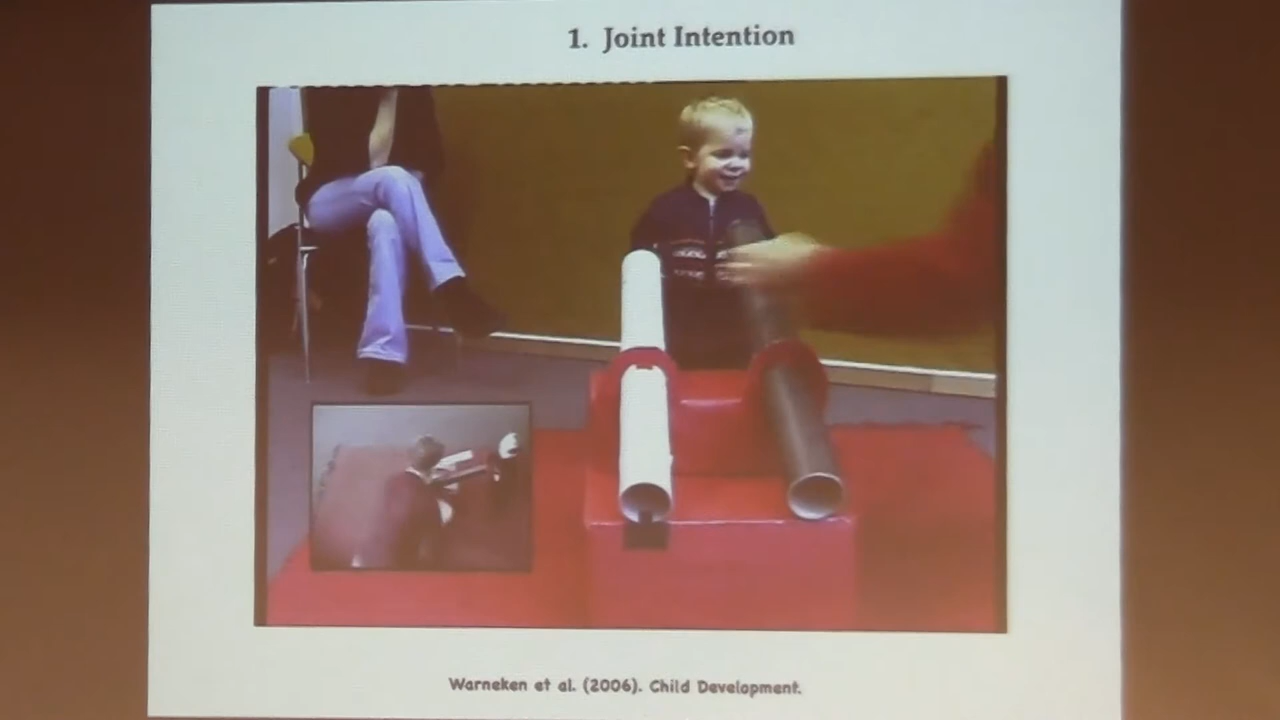 1. Joint Intention
Warneken et al. (2006). Child Development.